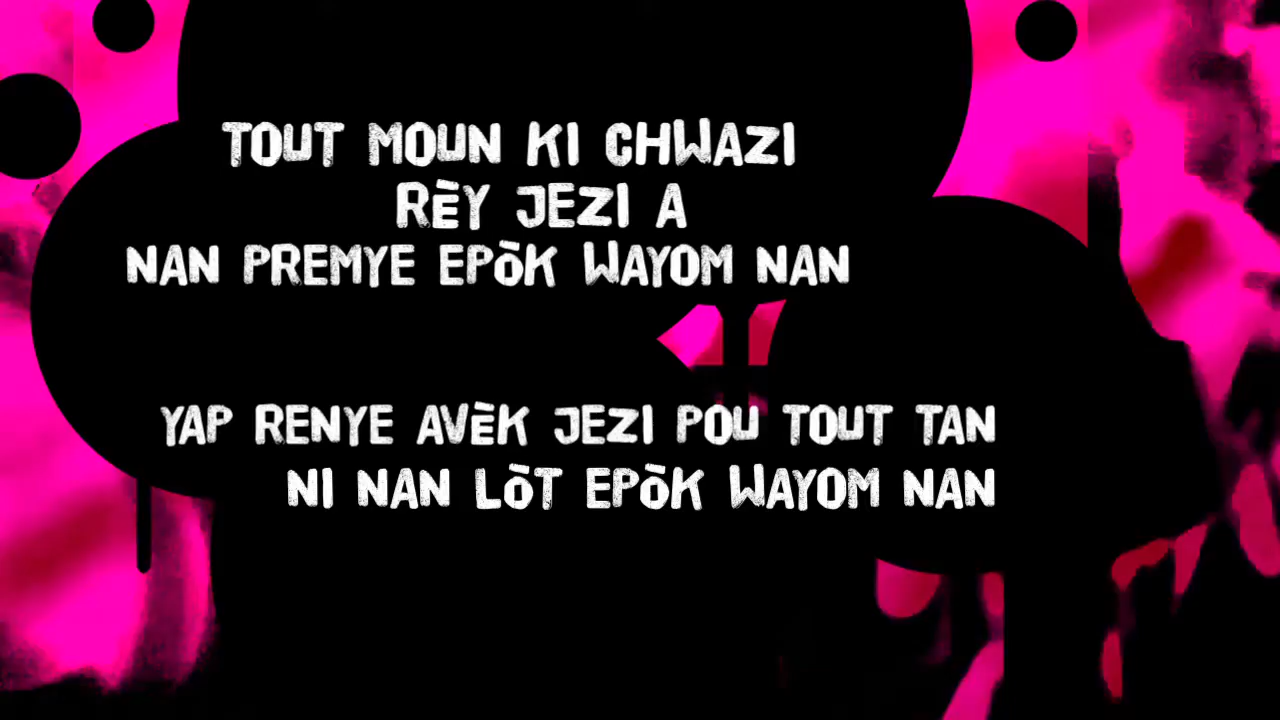 TOUT MOUN KI CHWAZI
RÈY JEZI A
NAN PREMYE EPÒK WAYOM NAN
YAP RENYE AVÈK JEZI POU TOUT TAN
NI NAN LÒT EPÒK WAYOM NAN